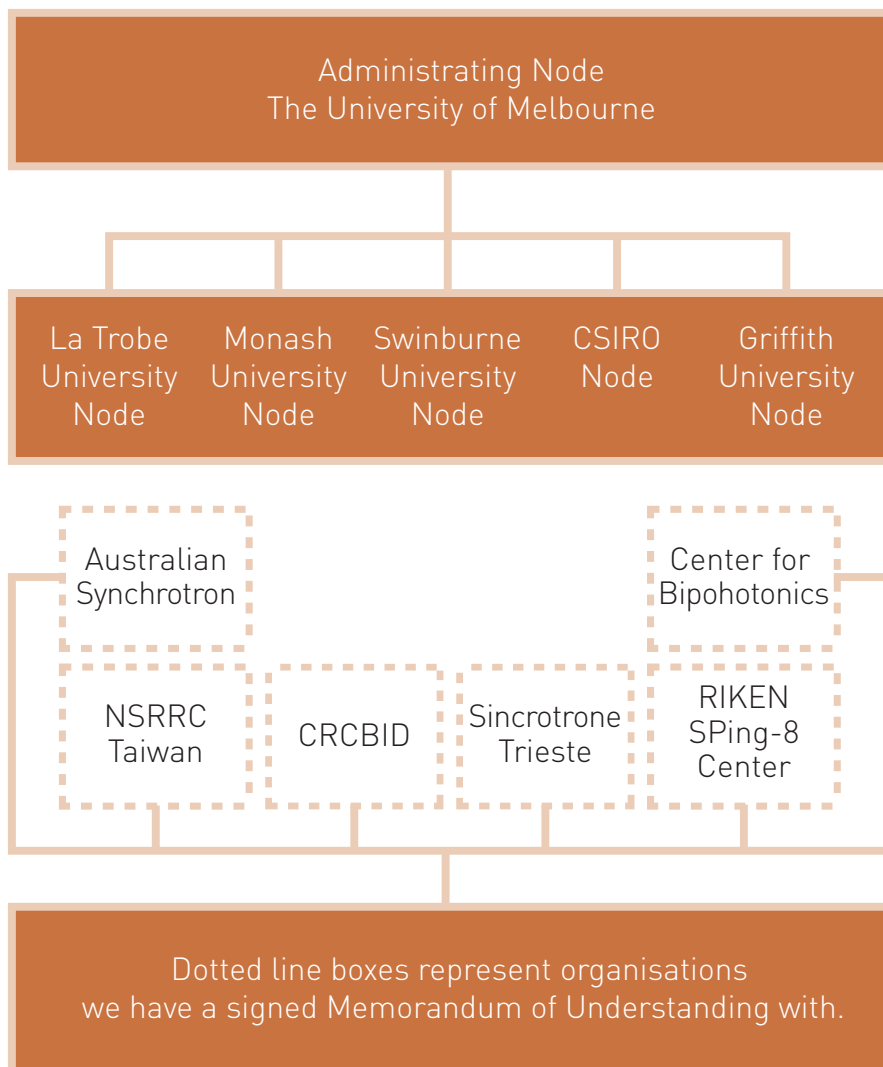 Administrating Node
The University of Melbourne
La Trobe
University
Node
Monash
University
Node
Swinburne
University
Node
CSIRO
Node
Griffith
University
Node
Australian
Synchrotron
Center for
Bipohotonics
NSRRC
Taiwan
CRCBID
Sincrotrone
Trieste
RIKEN
SPing-8
Center
Dotted line boxes represent organisations
we have a signed Memorandum of Understanding with.